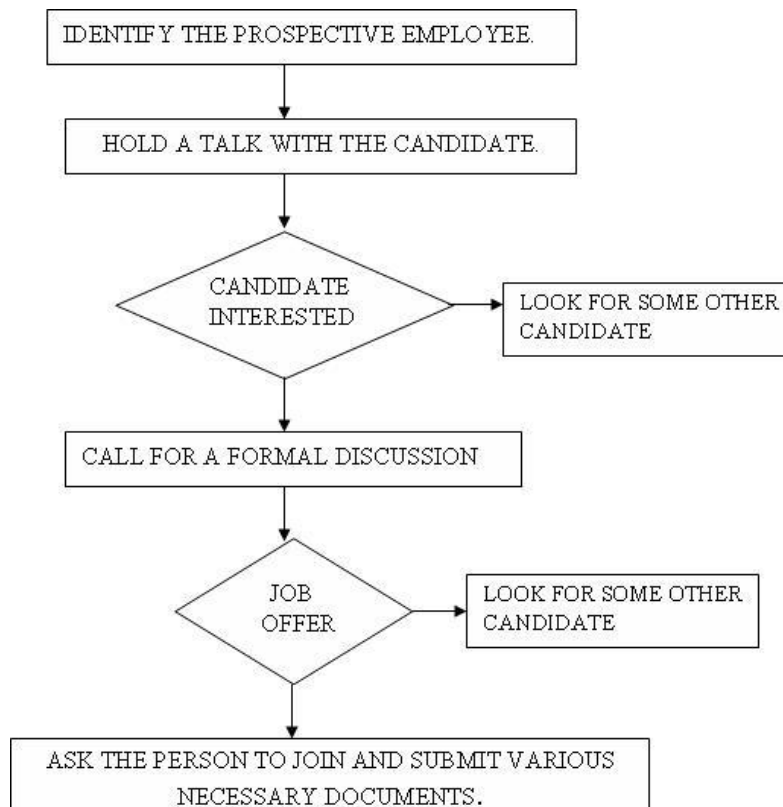 IDENTIFY THE PROSPECTIVE EMPLOYEE.
HOLD A TALK WITH THE CANDIDATE.
CANDIDATE
INTERESTED
LOOK FOR SOME OTHER
CANDIDATE
CALL FOR A FORMAL DISCUSSION
JOB
OFFER
LOOK FOR SOME OTHER
CANDIDATE
ASK THE PERSON TO JOIN AND SUBMIT VARIOUS
NECESSARY DOCUMENTS.